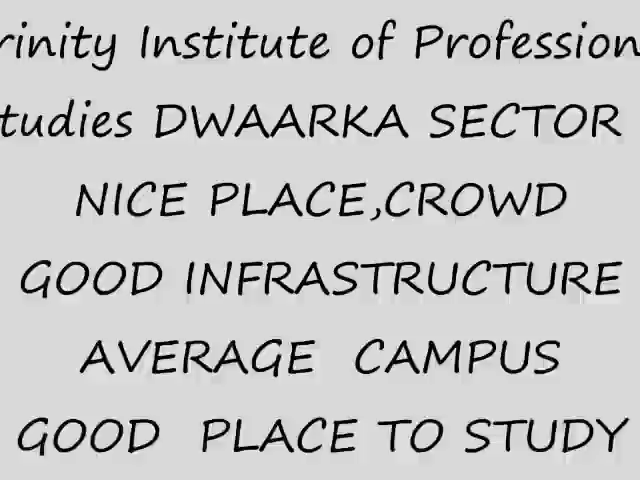 rinity Institute of Profession
tudies DWAARKA SECTOR
NICE PLACE,CROWD
GOOD INFRASTRUCTURE
AVERAGE CAMPUS
GOOD PLACE TO STUDY